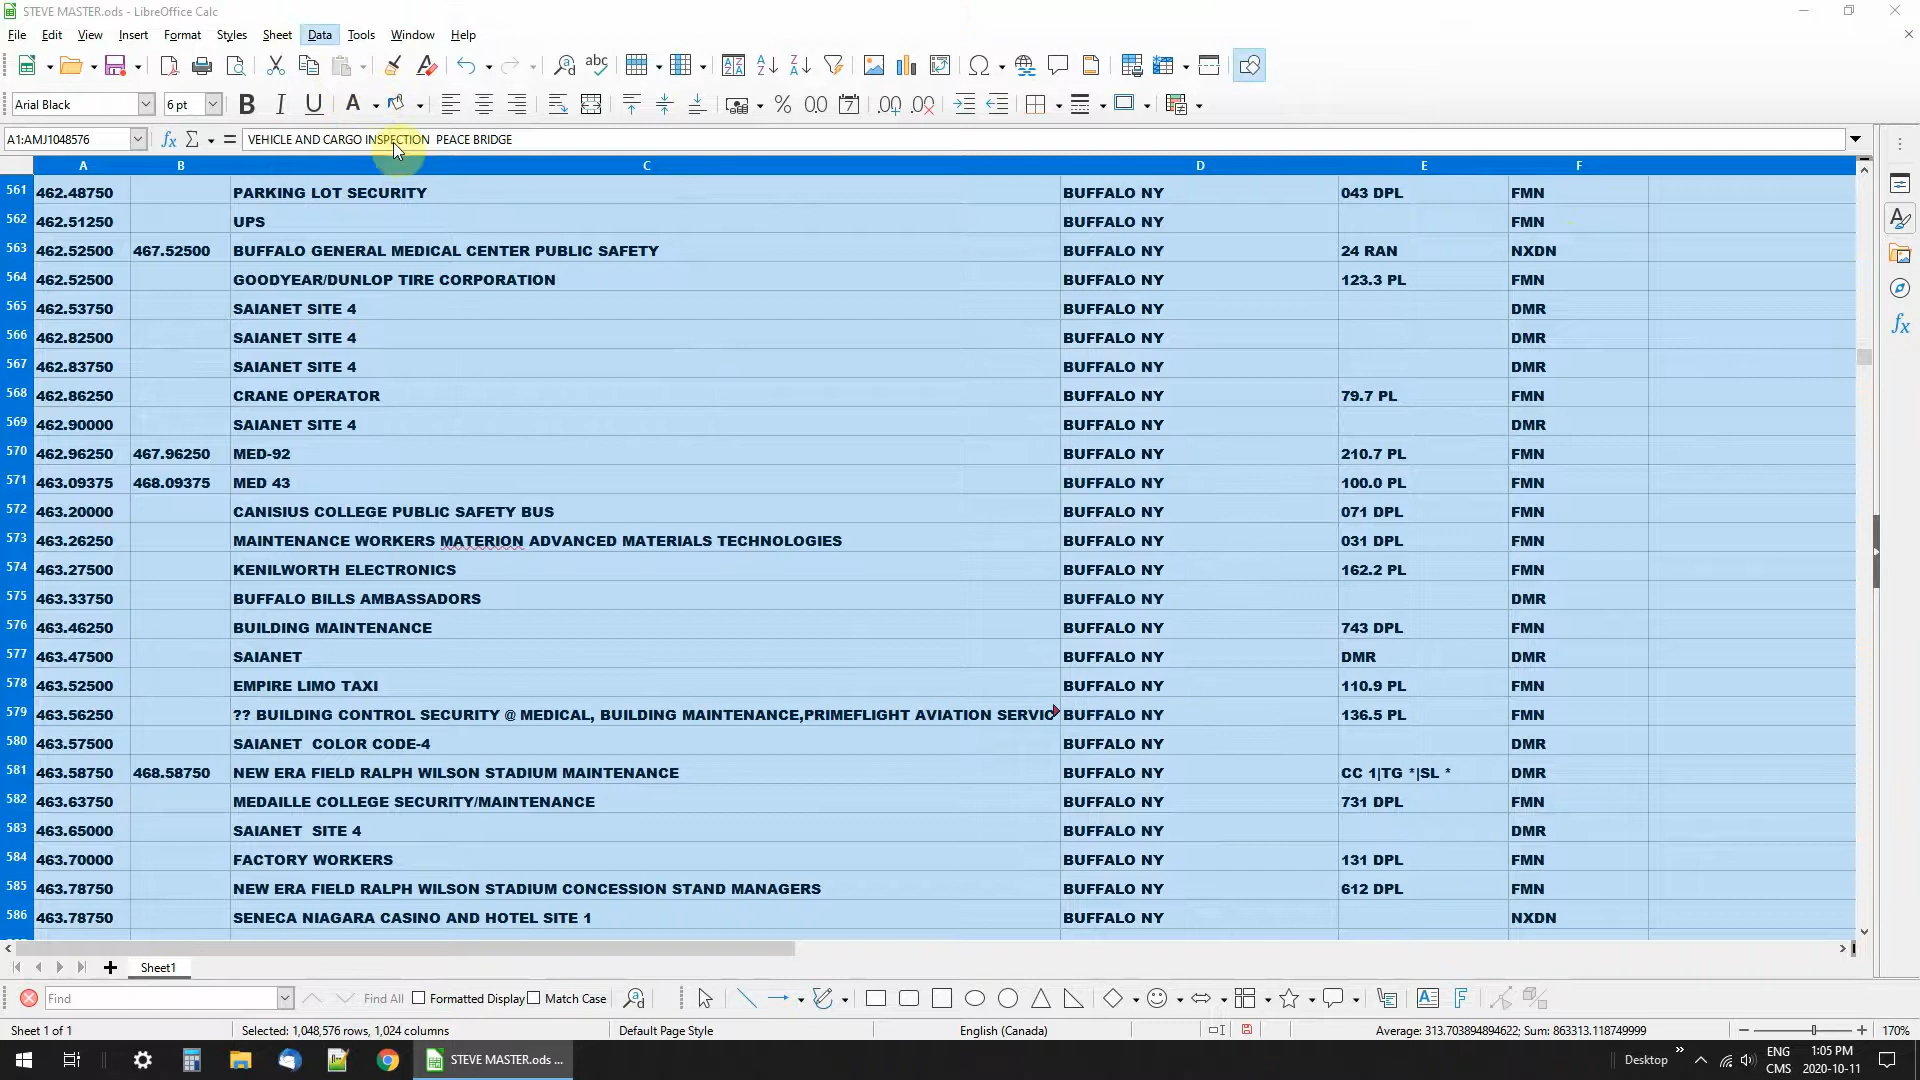 STEVE MASTER.ods - LibreOffice Calc
File Edit View Insert Format Styles Sheet Data Tools Window Help
Arial Black 6 pt
A1:AMJ1048576 VEHICLE AND CARGO INSPECTION  PEACE BRIDGE
A B C D E F
561 462.48750 PARKING LOT SECURITY BUFFALO NY 043 DPL FMN
562 462.51250 UPS BUFFALO NY FMN
563 462.52500 467.52500 BUFFALO GENERAL MEDICAL CENTER PUBLIC SAFETY BUFFALO NY 24 RAN NXDN
564 462.52500 GOODYEAR/DUNLOP TIRE CORPORATION BUFFALO NY 123.3 PL FMN
565 462.53750 SAIANET SITE 4 BUFFALO NY DMR
566 462.82500 SAIANET SITE 4 BUFFALO NY DMR
567 462.83750 SAIANET SITE 4 BUFFALO NY DMR
568 462.86250 CRANE OPERATOR BUFFALO NY 79.7 PL FMN
569 462.90000 SAIANET SITE 4 BUFFALO NY DMR
570 462.96250 467.96250 MED-92 BUFFALO NY 210.7 PL FMN
571 463.09375 468.09375 MED 43 BUFFALO NY 100.0 PL FMN
572 463.20000 CANISIUS COLLEGE PUBLIC SAFETY BUS BUFFALO NY 071 DPL FMN
573 463.26250 MAINTENANCE WORKERS MATERION ADVANCED MATERIALS TECHNOLOGIES BUFFALO NY 031 DPL FMN
574 463.27500 KENILWORTH ELECTRONICS BUFFALO NY 162.2 PL FMN
575 463.33750 BUFFALO BILLS AMBASSADORS BUFFALO NY DMR
576 463.46250 BUILDING MAINTENANCE BUFFALO NY 743 DPL FMN
577 463.47500 SAIANET BUFFALO NY DMR DMR
578 463.52500 EMPIRE LIMO TAXI BUFFALO NY 110.9 PL FMN
579 463.56250 ?? BUILDING CONTROL SECURITY @ MEDICAL, BUILDING MAINTENANCE,PRIMEFLIGHT AVIATION SERVIC BUFFALO NY 136.5 PL FMN
580 463.57500 SAIANET  COLOR CODE-4 BUFFALO NY DMR
581 463.58750 468.58750 NEW ERA FIELD RALPH WILSON STADIUM MAINTENANCE BUFFALO NY CC 1|TG *|SL * DMR
582 463.63750 MEDAILLE COLLEGE SECURITY/MAINTENANCE BUFFALO NY 731 DPL FMN
583 463.65000 SAIANET  SITE 4 BUFFALO NY DMR
584 463.70000 FACTORY WORKERS BUFFALO NY 131 DPL FMN
585 463.78750 NEW ERA FIELD RALPH WILSON STADIUM CONCESSION STAND MANAGERS BUFFALO NY 612 DPL FMN
586 463.78750 SENECA NIAGARA CASINO AND HOTEL SITE 1 BUFFALO NY NXDN
Sheet1
Find Find All Formatted Display Match Case
Sheet 1 of 1 Selected: 1,048,576 rows, 1,024 columns Default Page Style English (Canada) Average: 313.703894894622; Sum: 863313.118749999 170%
STEVE MASTER.ods ... Desktop ENG 1:05 PM
CMS 2020-10-11